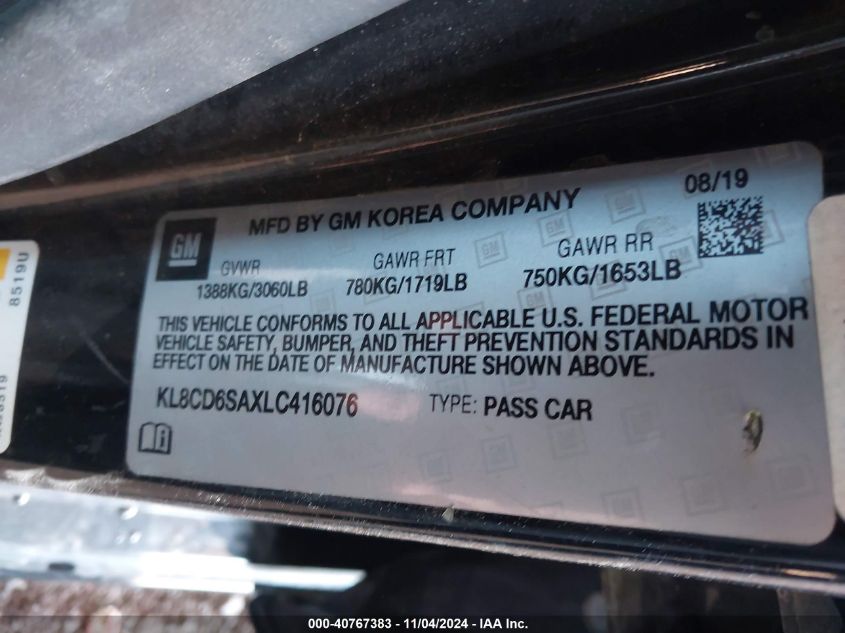 MFD BY GM KOREA COMPANY
08/19
GM
GVWR GAWR FRT GAWR RR
1388KG/3060LB 780KG/1719LB 750KG/1653LB
THIS VEHICLE CONFORMS TO ALL APPLICABLE U.S. FEDERAL MOTOR
VEHICLE SAFETY, BUMPER, AND THEFT PREVENTION STANDARDS IN
EFFECT ON THE DATE OF MANUFACTURE SHOWN ABOVE.
KL8CD6SAXLC416076 TYPE: PASS CAR
8519U
000-40767383 - 11/04/2024 - IAA Inc.